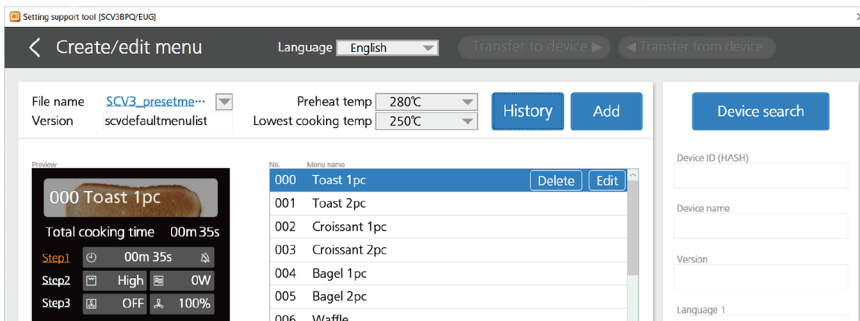 Setting support tool [SCV3BPQ/EUG]
Create/edit menu
Language English
Transfer to device ▶
◀ Transfer from device
File name SCV3_presetme···
Version scvdefaultmenulist
Preheat temp 280℃
Lowest cooking temp 250℃
History
Add
Device search
Preview
000 Toast 1pc
Total cooking time 00m 35s
Step1 00m 35s
Step2 High 0W
Step3 OFF 100%
No. Menu name
000 Toast 1pc Delete Edit
001 Toast 2pc
002 Croissant 1pc
003 Croissant 2pc
004 Bagel 1pc
005 Bagel 2pc
006 Waffle
Device ID (HASH)
Device name
Version
Language 1